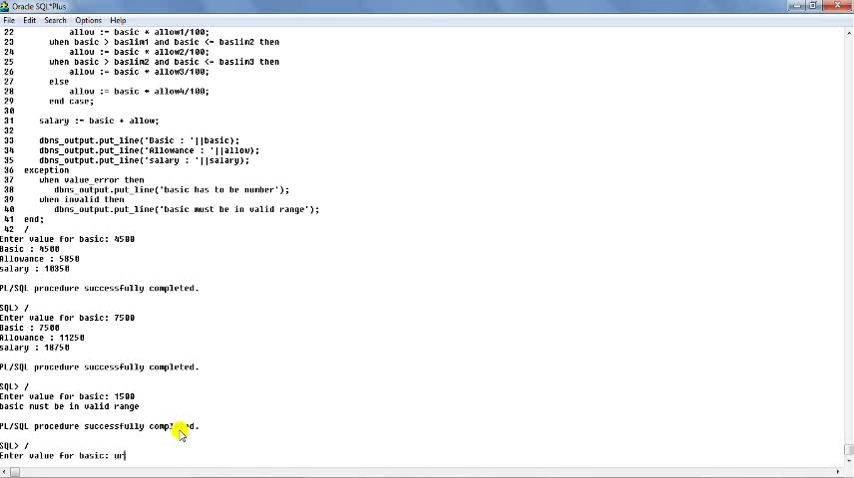 Oracle SQL*Plus
File Edit Search Options Help
22 allow := basic * allow1/100;
23 when basic > baslim1 and basic <= baslim2 then
24 allow := basic * allow2/100;
25 when basic > baslim2 and basic <= baslim3 then
26 allow := basic * allow3/100;
27 else
28 allow := basic * allow4/100;
29 end case;
30
31 salary := basic + allow;
32
33 dbms_output.put_line('Basic : '||basic);
34 dbms_output.put_line('Allowance : '||allow);
35 dbms_output.put_line('salary : '||salary);
36 exception
37 when value_error then
38 dbms_output.put_line('basic has to be number');
39 when invalid then
40 dbms_output.put_line('basic must be in valid range');
41 end;
42 /
Enter value for basic: 4500
Basic : 4500
Allowance : 5850
salary : 10350
PL/SQL procedure successfully completed.
SQL> /
Enter value for basic: 7500
Basic : 7500
Allowance : 11250
salary : 18750
PL/SQL procedure successfully completed.
SQL> /
Enter value for basic: 1500
basic must be in valid range
PL/SQL procedure successfully completed.
SQL> /
Enter value for basic: